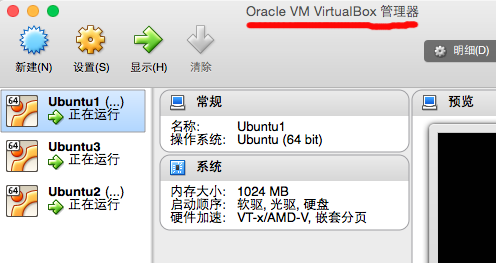 Oracle VM VirtualBox 管理器
新建(N) 设置(S) 显示(H) 清除
明细(D)
64 Ubuntu1 (...)
正在运行
64 Ubuntu3
正在运行
64 Ubuntu2 (...)
正在运行
常规
名称: Ubuntu1
操作系统: Ubuntu (64 bit)
系统
内存大小: 1024 MB
启动顺序: 软驱, 光驱, 硬盘
硬件加速: VT-x/AMD-V, 嵌套分页
预览